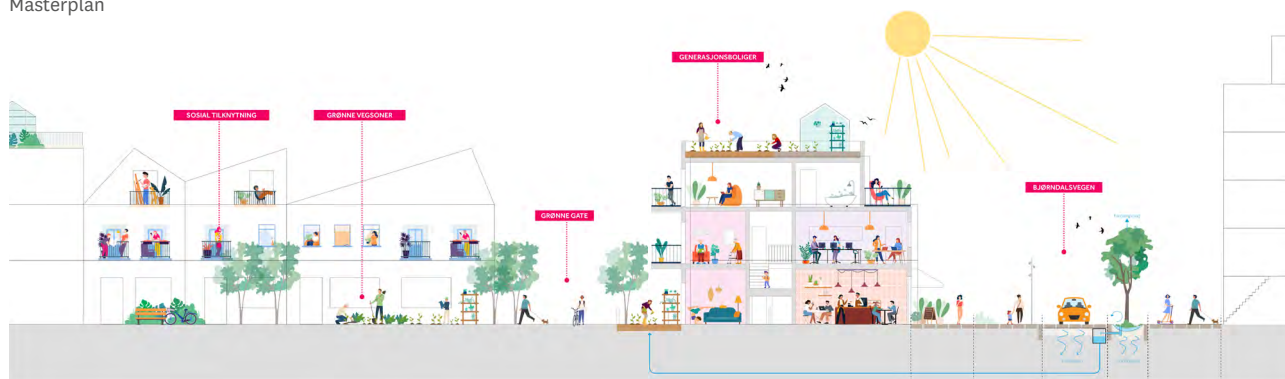 Masterplan
GENERASJONSBOLIGER
SOSIAL TILKNYTNING
GRØNNE VEGSONER
BJØRNDALSVEGEN
GRØNNE GATE